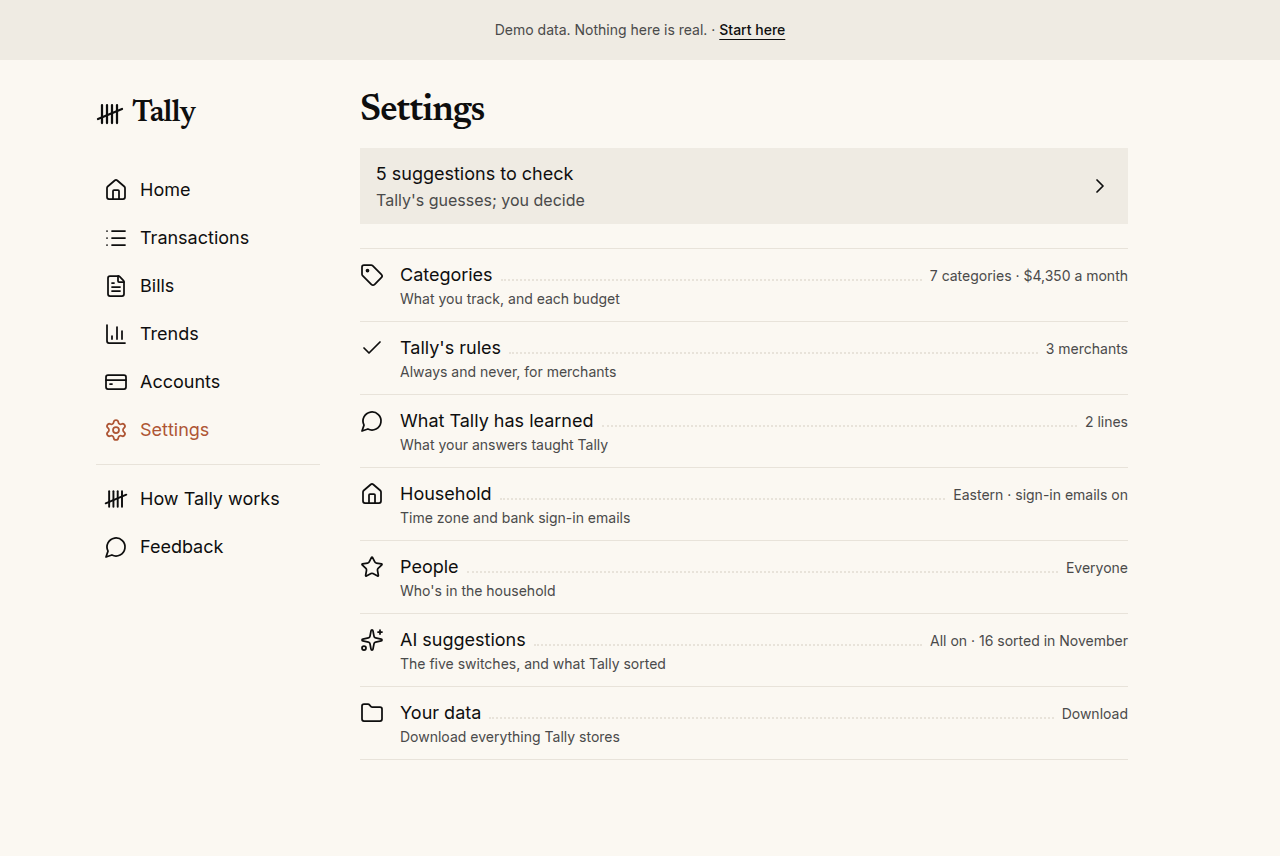 Demo data. Nothing here is real. · Start here
Tally
Home
Transactions
Bills
Trends
Accounts
Settings
How Tally works
Feedback
Settings
5 suggestions to check
Tally's guesses; you decide
Categories 7 categories · $4,350 a month
What you track, and each budget
Tally's rules 3 merchants
Always and never, for merchants
What Tally has learned 2 lines
What your answers taught Tally
Household Eastern · sign-in emails on
Time zone and bank sign-in emails
People Everyone
Who's in the household
AI suggestions All on · 16 sorted in November
The five switches, and what Tally sorted
Your data Download
Download everything Tally stores